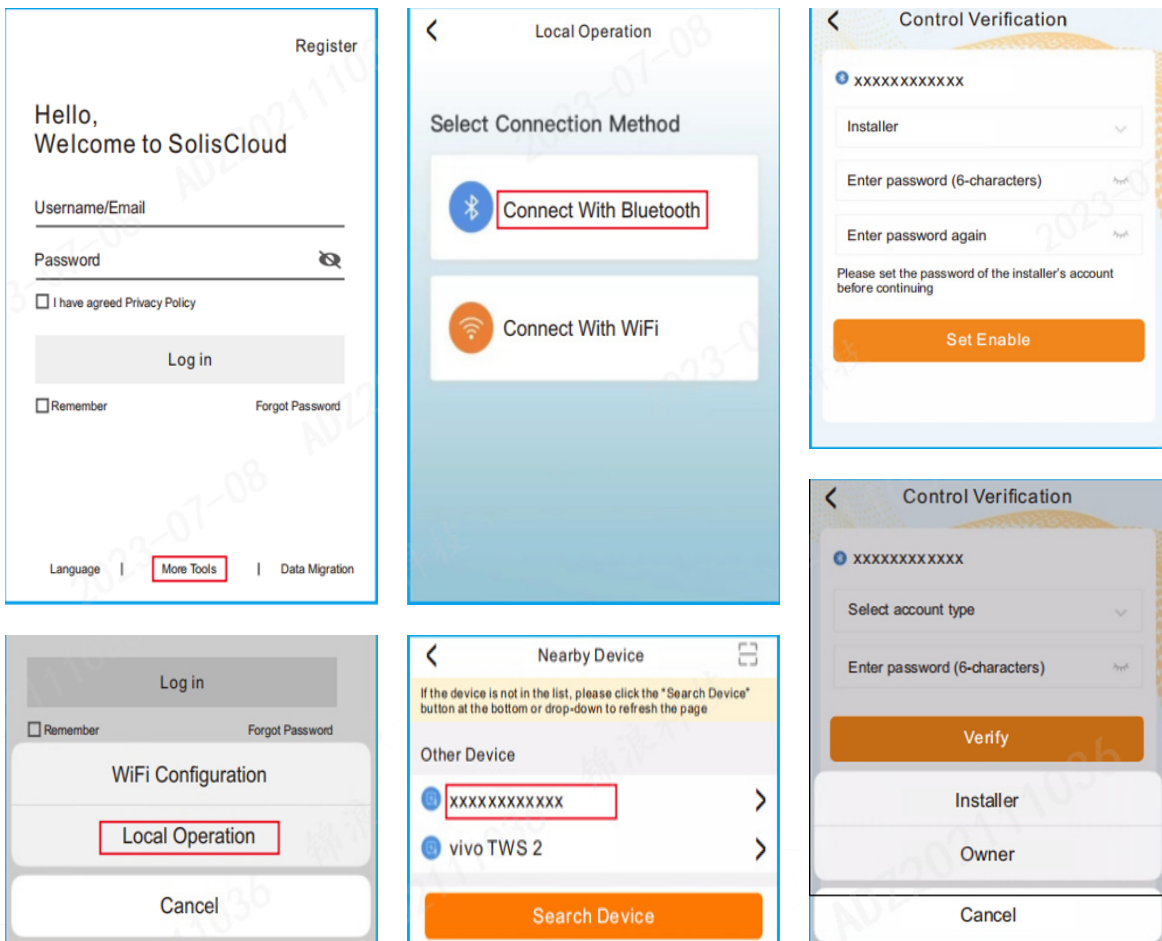 Register
Hello,
Welcome to SolisCloud
Username/Email
Password
I have agreed Privacy Policy
Log in
Remember
Forgot Password
Language | More Tools | Data Migration
Log in
Remember
Forgot Password
WiFi Configuration
Local Operation
Cancel
Local Operation
Select Connection Method
Connect With Bluetooth
Connect With WiFi
Nearby Device
If the device is not in the list, please click the "Search Device"
button at the bottom or drop-down to refresh the page
Other Device
xxxxxxxxxxxxx
vivo TWS 2
Search Device
Control Verification
xxxxxxxxxxxx
Installer
Enter password (6-characters)
Enter password again
Please set the password of the installer's account
before continuing
Set Enable
Control Verification
xxxxxxxxxxxx
Select account type
Enter password (6-characters)
Verify
Installer
Owner
Cancel
2023-07-08